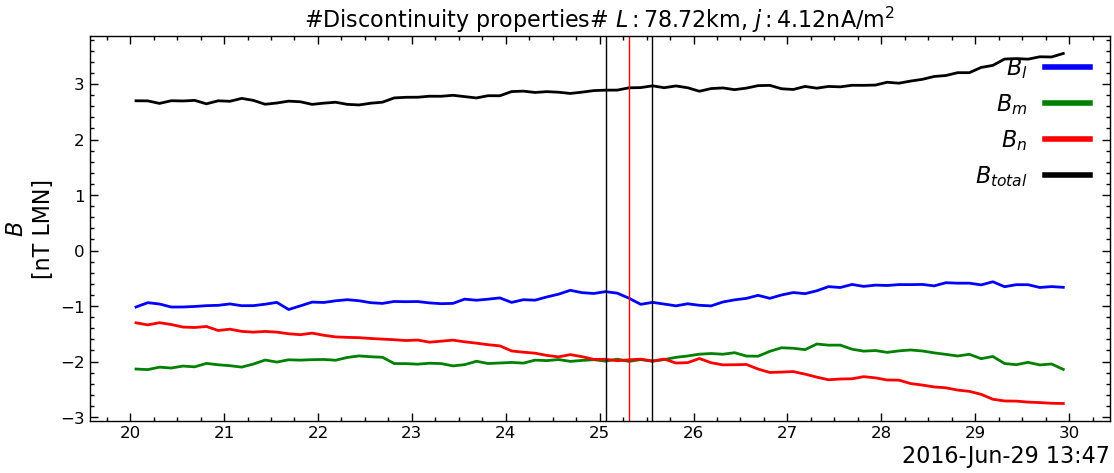 #Discontinuity properties# L : 78.72km, j : 4.12nA/m²
B
[nT LMN]
3
2
1
0
−1
−2
−3
B_l
B_m
B_n
B_total
20 21 22 23 24 25 26 27 28 29 30
2016-Jun-29 13:47